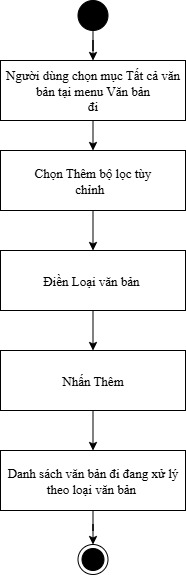 Người dùng chọn mục Tất cả văn
bản tại menu Văn bản
đi
Chọn Thêm bộ lọc tùy
chỉnh
Điền Loại văn bản
Nhấn Thêm
Danh sách văn bản đi đang xử lý
theo loại văn bản